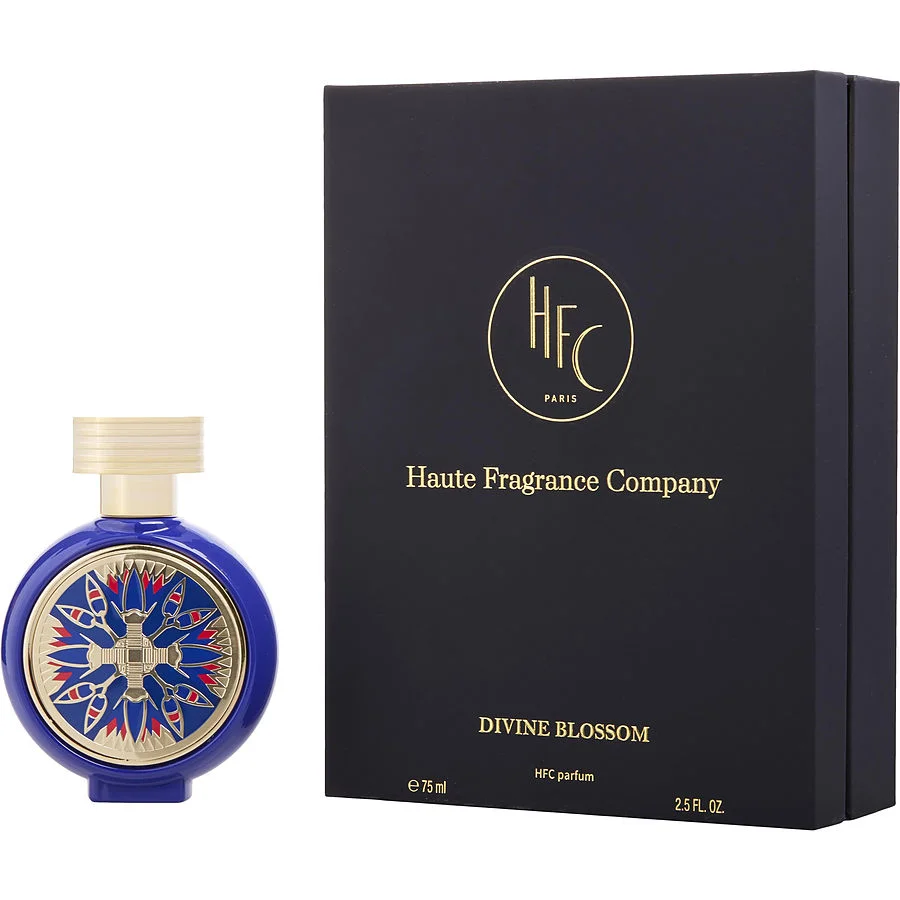 HFC
PARIS
Haute Fragrance Company
DIVINE BLOSSOM
HFC parfum
℮ 75 ml
2.5 FL. OZ.